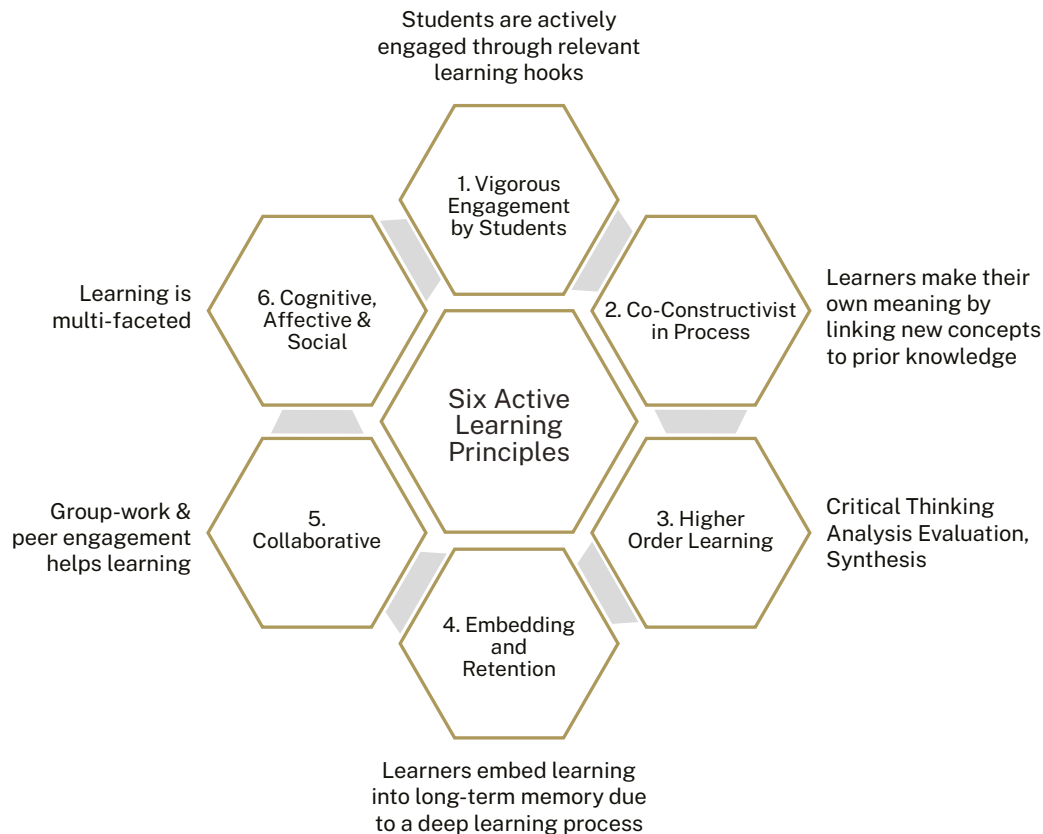 Students are actively
engaged through relevant
learning hooks
1. Vigorous
Engagement
by Students
2. Co-Constructivist
in Process
Learners make their
own meaning by
linking new concepts
to prior knowledge
3. Higher
Order Learning
Critical Thinking
Analysis Evaluation,
Synthesis
4. Embedding
and
Retention
Learners embed learning
into long-term memory due
to a deep learning process
5.
Collaborative
Group-work &
peer engagement
helps learning
6. Cognitive,
Affective &
Social
Learning is
multi-faceted
Six Active
Learning
Principles